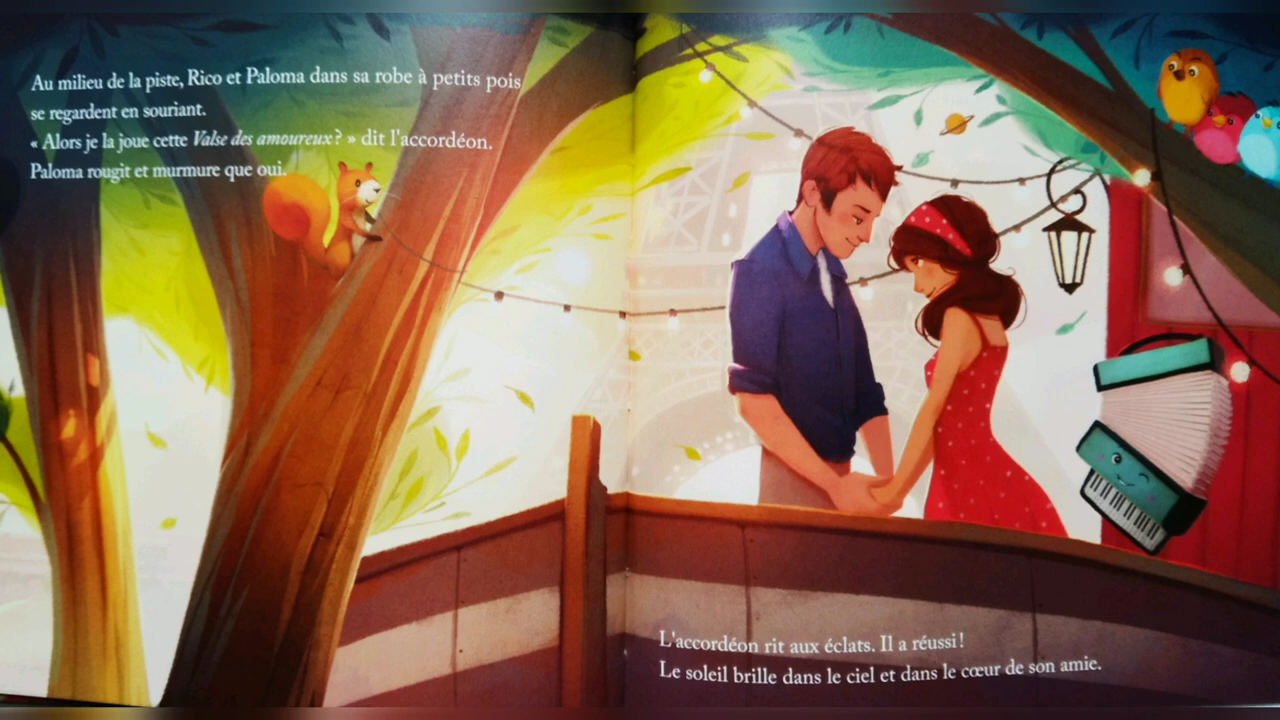 Au milieu de la piste, Rico et Paloma dans sa robe à petits pois
se regardent en souriant.
« Alors je la joue cette Valse des amoureux ? » dit l'accordéon.
Paloma rougit et murmure que oui.
L'accordéon rit aux éclats. Il a réussi !
Le soleil brille dans le ciel et dans le cœur de son amie.